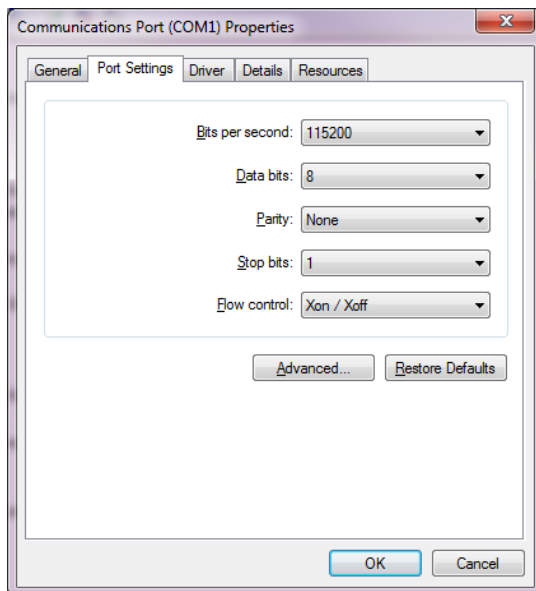 Communications Port (COM1) Properties
General Port Settings Driver Details Resources
Bits per second: 115200
Data bits: 8
Parity: None
Stop bits: 1
Flow control: Xon / Xoff
Advanced... Restore Defaults
OK Cancel